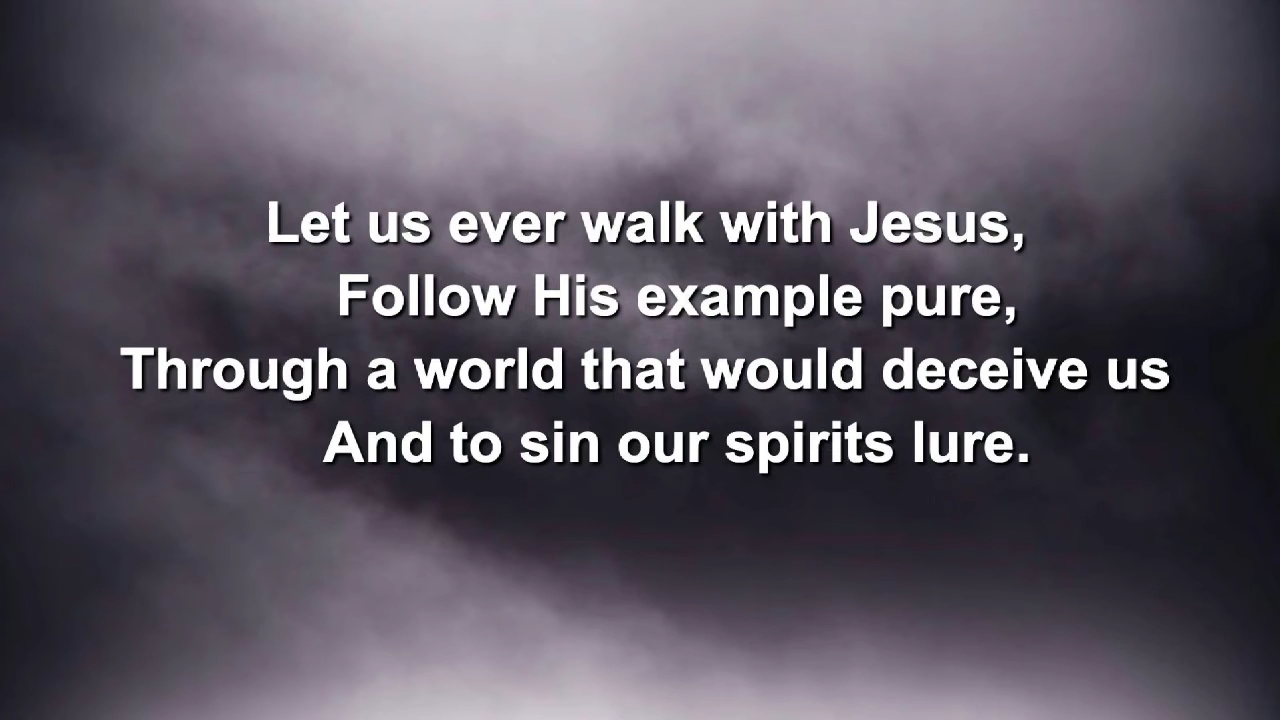 Let us ever walk with Jesus,
Follow His example pure,
Through a world that would deceive us
And to sin our spirits lure.